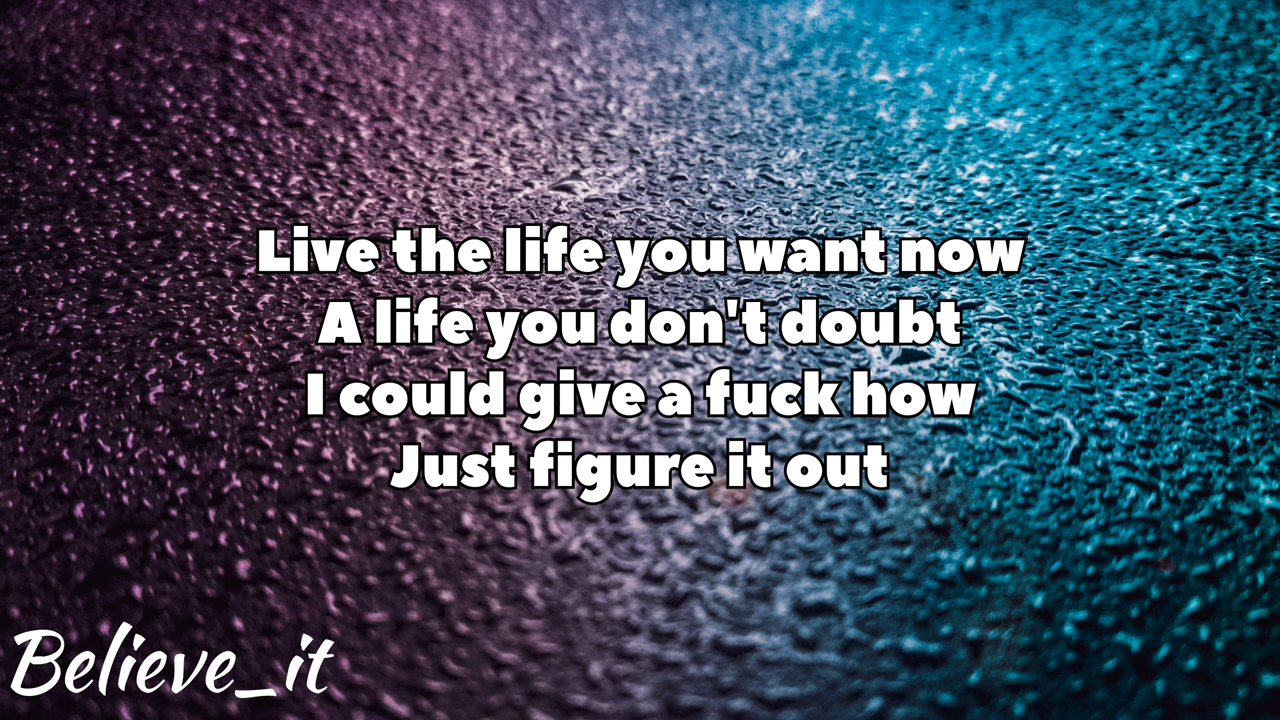 Live the life you want now
A life you don't doubt
I could give a fuck how
Just figure it out
Believe_it